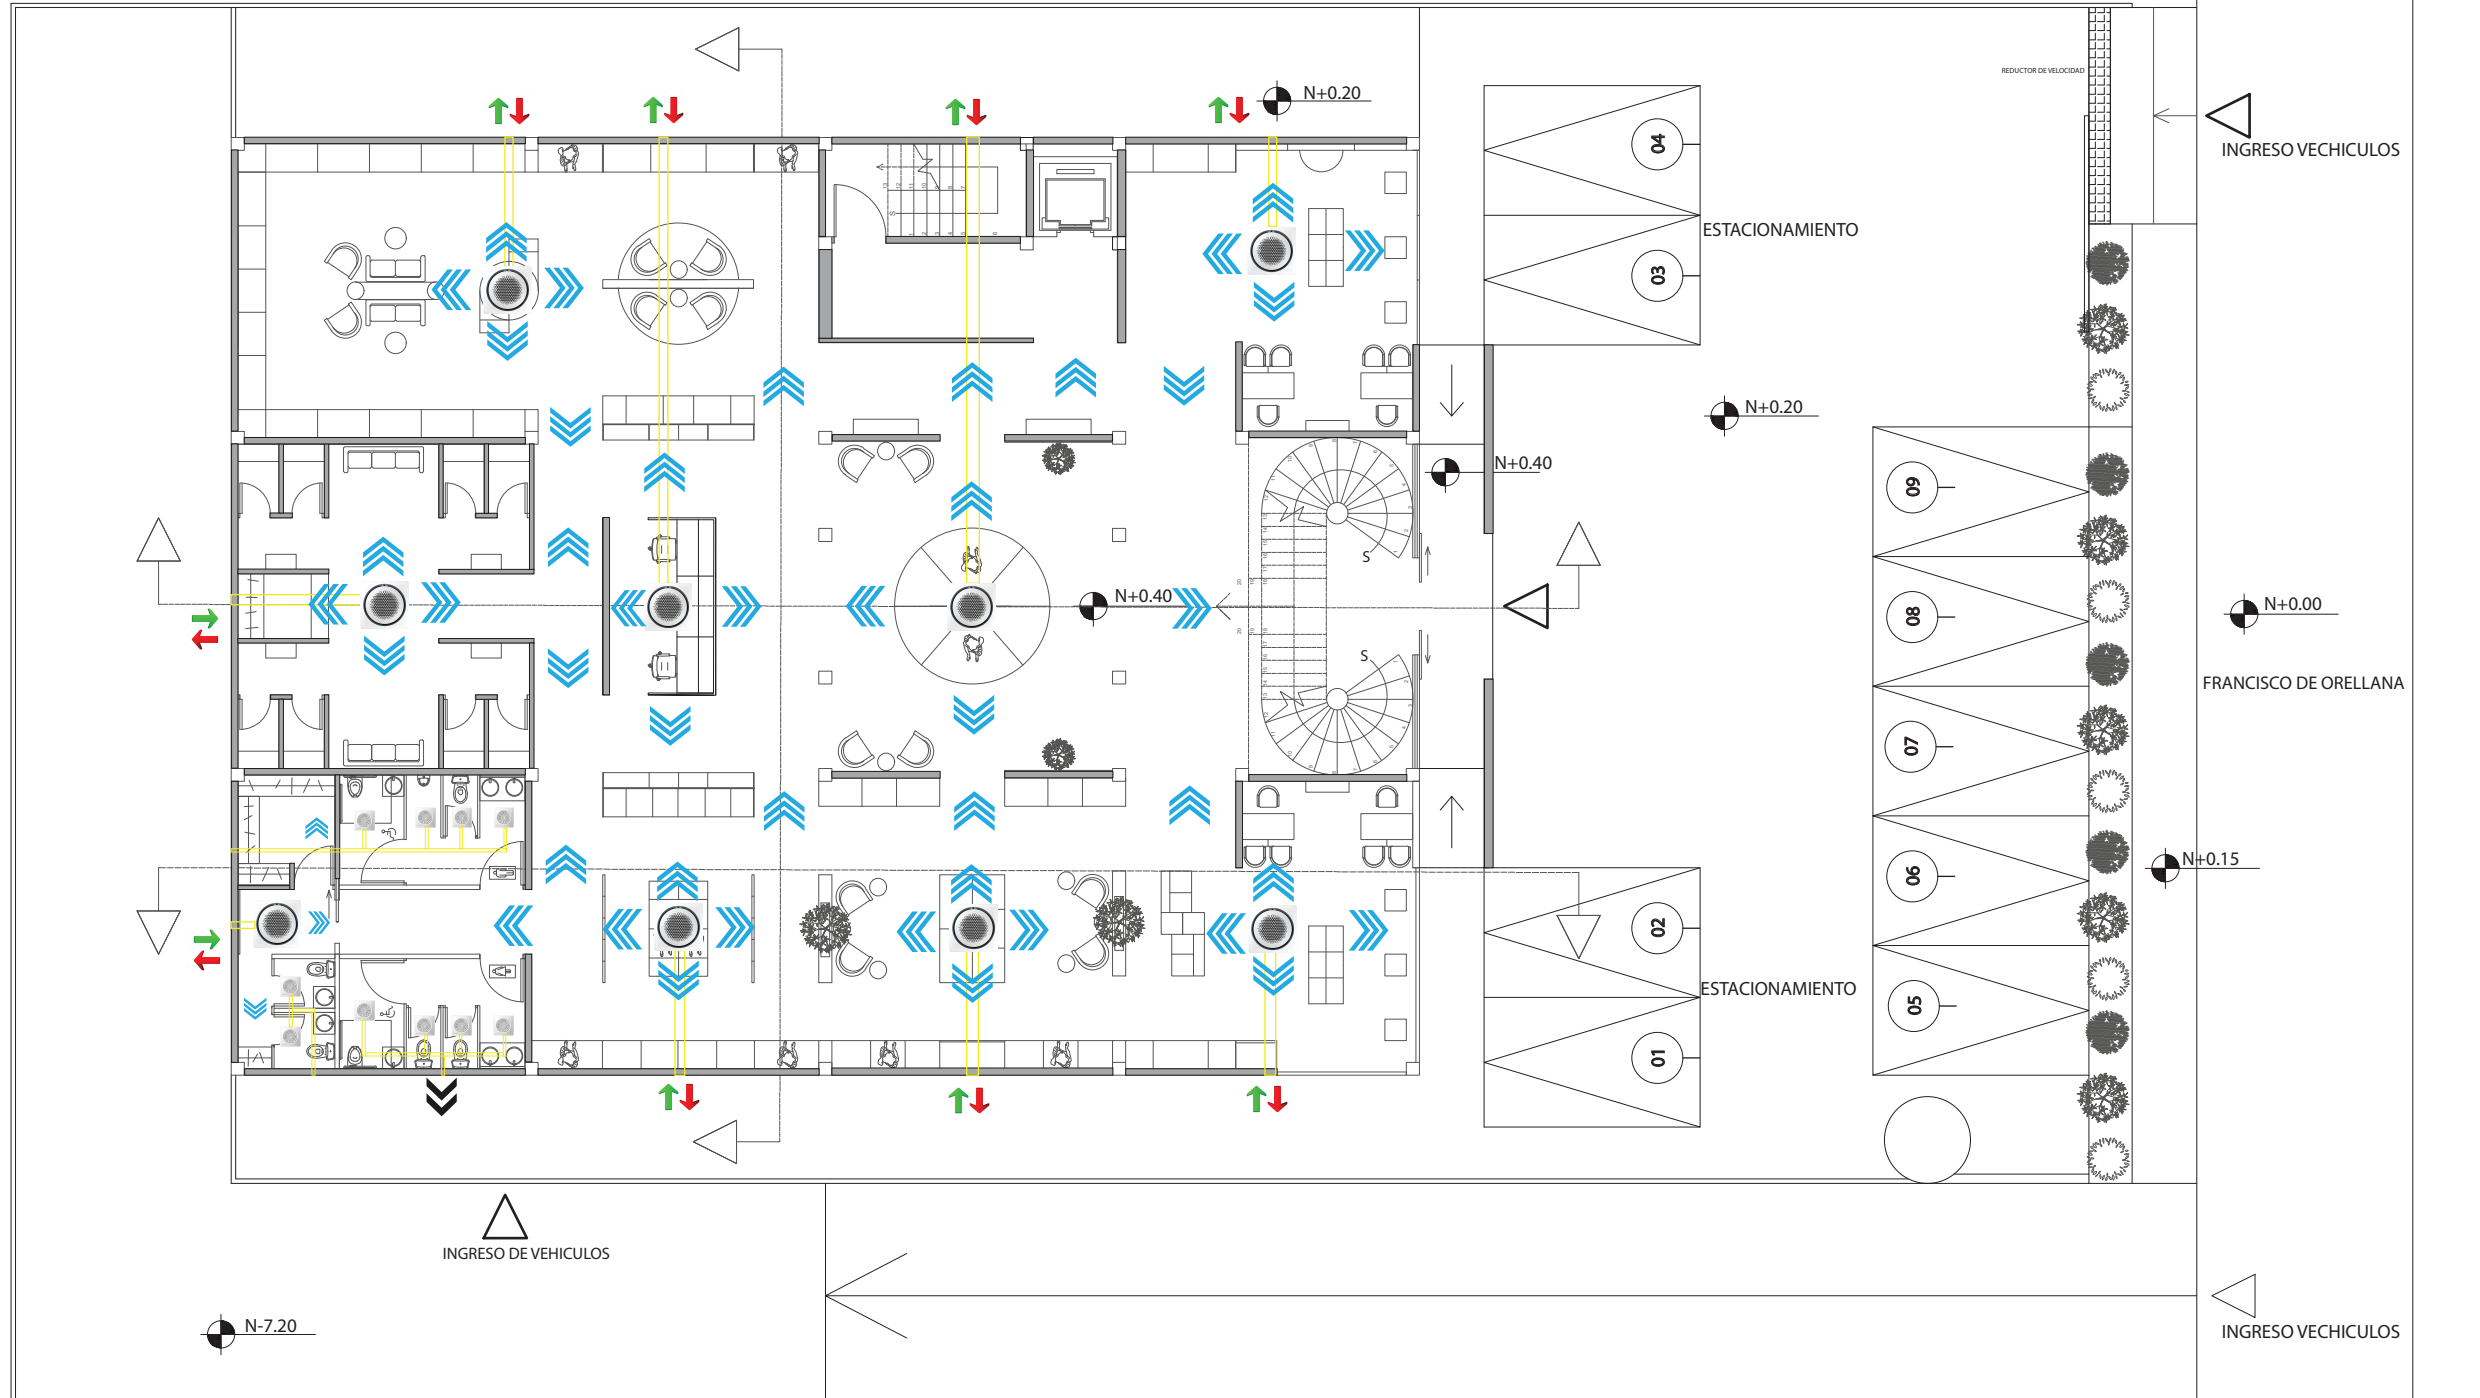 REDUCTOR DE VELOCIDAD
N+0.20
INGRESO VECHICULOS
04
ESTACIONAMIENTO
03
N+0.20
N+0.40
09
N+0.40
S
08
N+0.00
S
FRANCISCO DE ORELLANA
07
N+0.15
06
02
ESTACIONAMIENTO
05
01
INGRESO DE VEHICULOS
N-7.20
INGRESO VECHICULOS